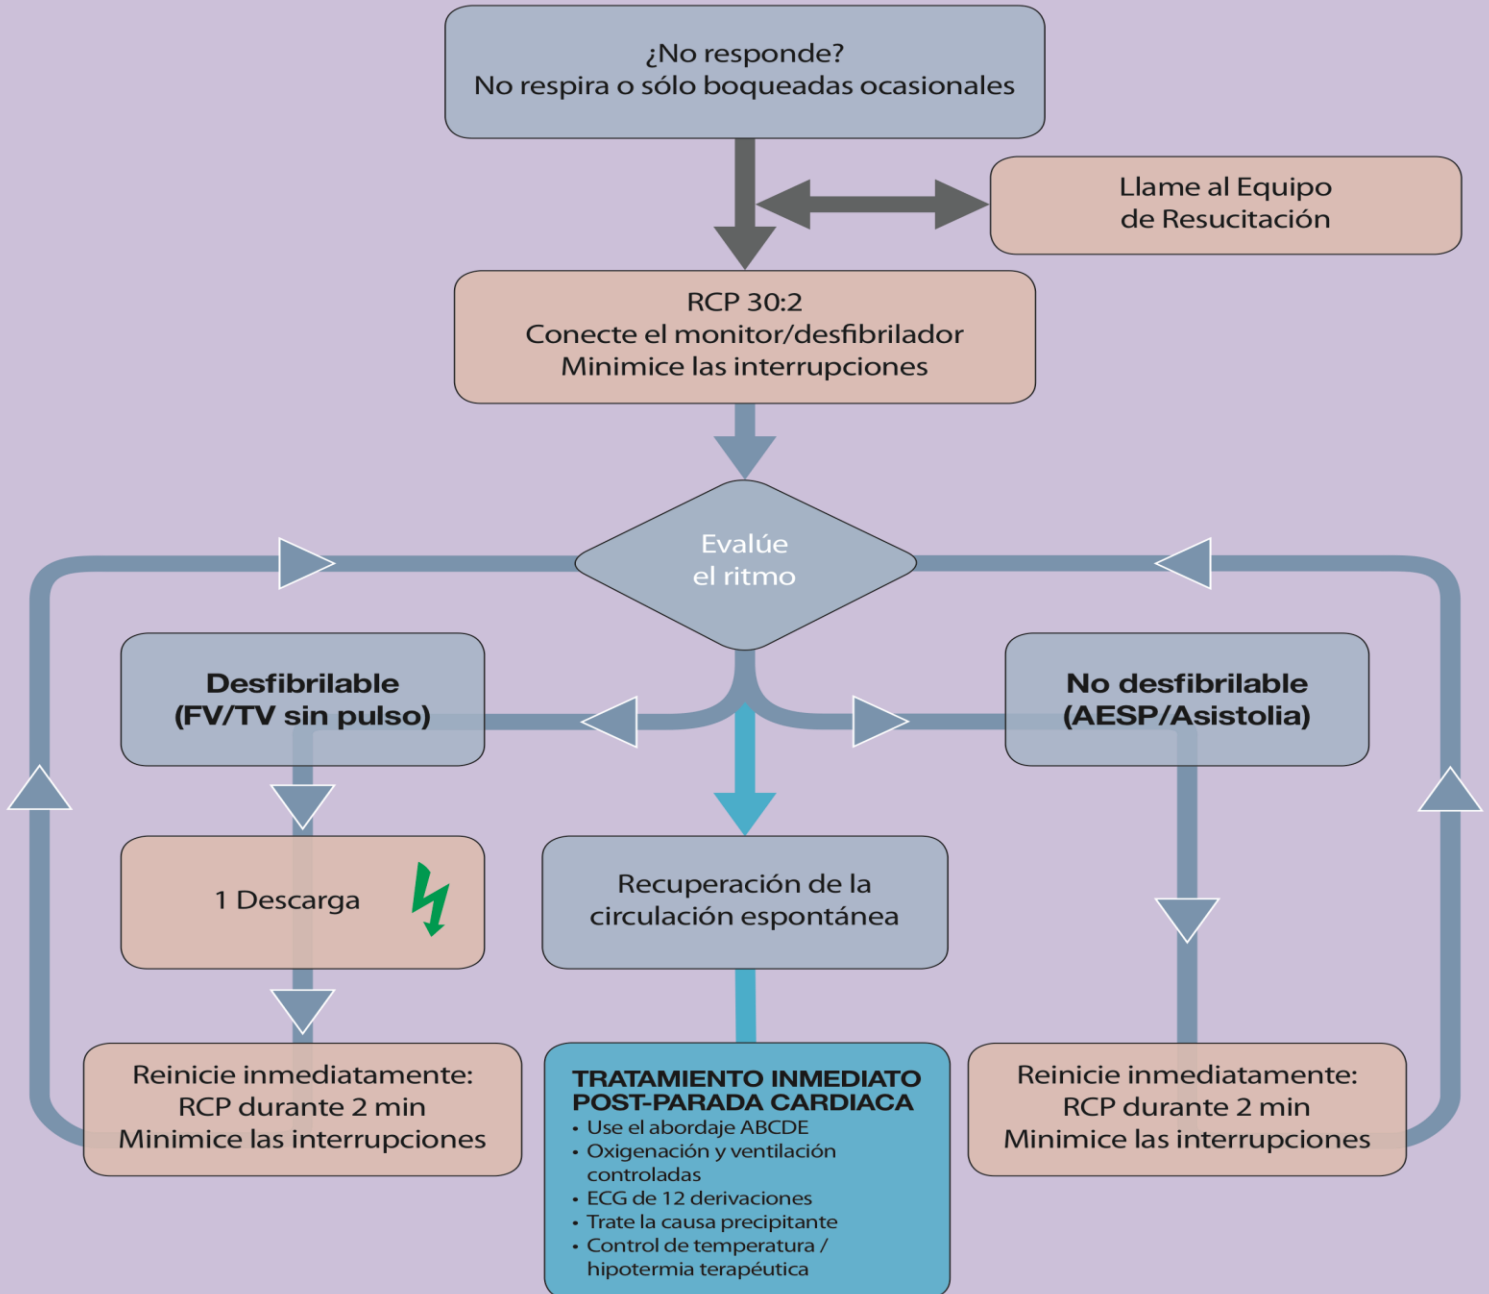 ¿No responde?
No respira o sólo boqueadas ocasionales
Llame al Equipo
de Resucitación
RCP 30:2
Conecte el monitor/desfibrilador
Minimice las interrupciones
Evalúe
el ritmo
Desfibrilable
(FV/TV sin pulso)
No desfibrilable
(AESP/Asistolia)
1 Descarga
Recuperación de la
circulación espontánea
Reinicie inmediatamente:
RCP durante 2 min
Minimice las interrupciones
TRATAMIENTO INMEDIATO
POST-PARADA CARDIACA
• Use el abordaje ABCDE
• Oxigenación y ventilación
controladas
• ECG de 12 derivaciones
• Trate la causa precipitante
• Control de temperatura /
hipotermia terapéutica
Reinicie inmediatamente:
RCP durante 2 min
Minimice las interrupciones